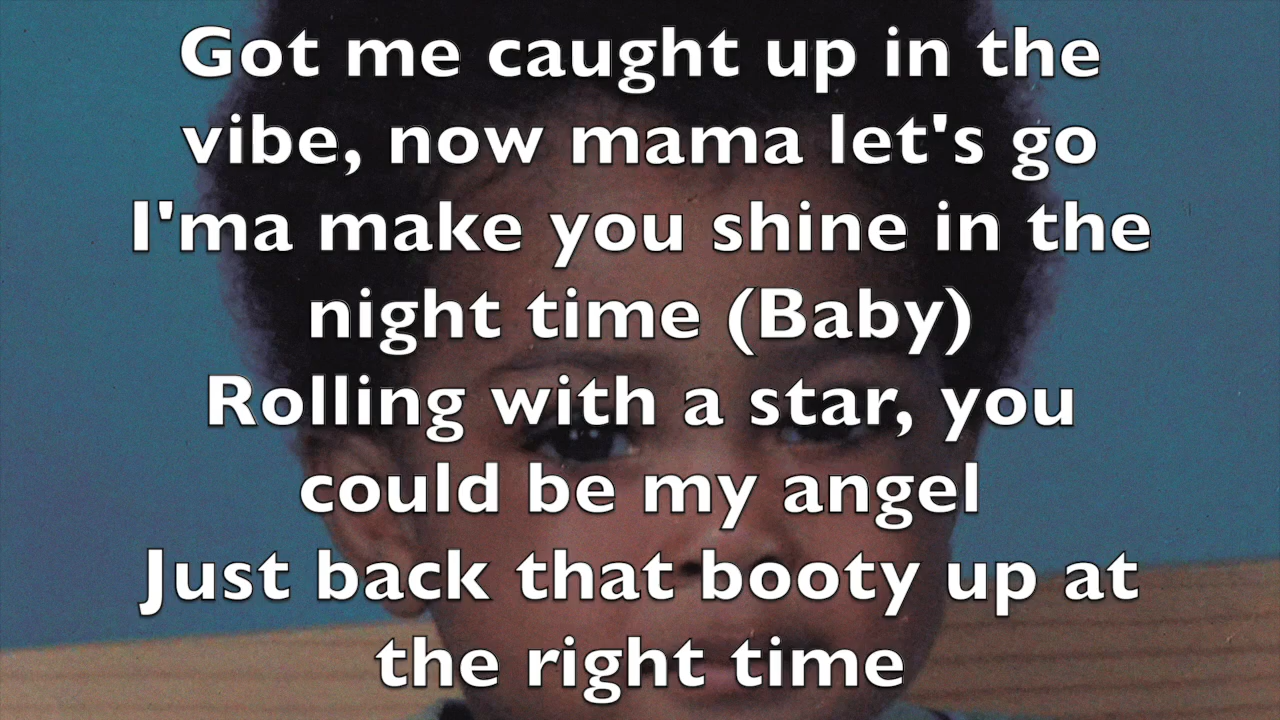 Got me caught up in the
vibe, now mama let's go
I'ma make you shine in the
night time (Baby)
Rolling with a star, you
could be my angel
Just back that booty up at
the right time